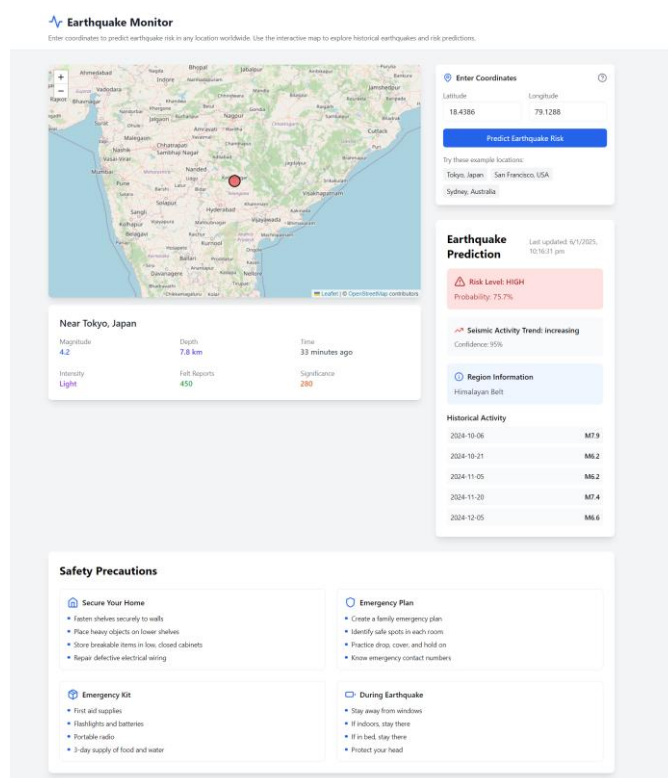 Earthquake Monitor
Enter coordinates to predict earthquake risk in any location worldwide. Use the interactive map to explore historical earthquakes and risk predictions.
+
−
Ahmedabad
Bhopal
Jabalpur
Indore
Vadodara
Jamshedpur
Rajkot
Bhavnagar
Surat
Nagpur
Jalgaon
Amravati
Cuttack
Malegaon
Nashik
Chhatrapati
Sambhaji Nagar
Vasai-Virar
Mumbai
Nanded
Pune
Latur
Solapur
Visakhapatnam
Sangli
Hyderabad
Kolhapur
Vijayawada
Belagavi
Kurnool
Ballari
Davanagere
Nellore
Leaflet | © OpenStreetMap contributors
Near Tokyo, Japan
Magnitude
Depth
Time
4.2
7.8 km
33 minutes ago
Intensity
Felt Reports
Significance
Light
450
280
Enter Coordinates
Latitude
Longitude
18.4386
79.1288
Predict Earthquake Risk
Try these example locations:
Tokyo, Japan
San Francisco, USA
Sydney, Australia
Earthquake
Prediction
Last updated: 6/1/2025,
10:16:31 pm
Risk Level: HIGH
Probability: 75.7%
Seismic Activity Trend: increasing
Confidence: 95%
Region Information
Himalayan Belt
Historical Activity
2024-10-06 M7.9
2024-10-21 M6.2
2024-11-05 M6.2
2024-11-20 M7.4
2024-12-05 M6.6
Safety Precautions
Secure Your Home
Fasten shelves securely to walls
Place heavy objects on lower shelves
Store breakable items in low, closed cabinets
Repair defective electrical wiring
Emergency Plan
Create a family emergency plan
Identify safe spots in each room
Practice drop, cover, and hold on
Know emergency contact numbers
Emergency Kit
First aid supplies
Flashlights and batteries
Portable radio
3-day supply of food and water
During Earthquake
Stay away from windows
If indoors, stay there
If in bed, stay there
Protect your head